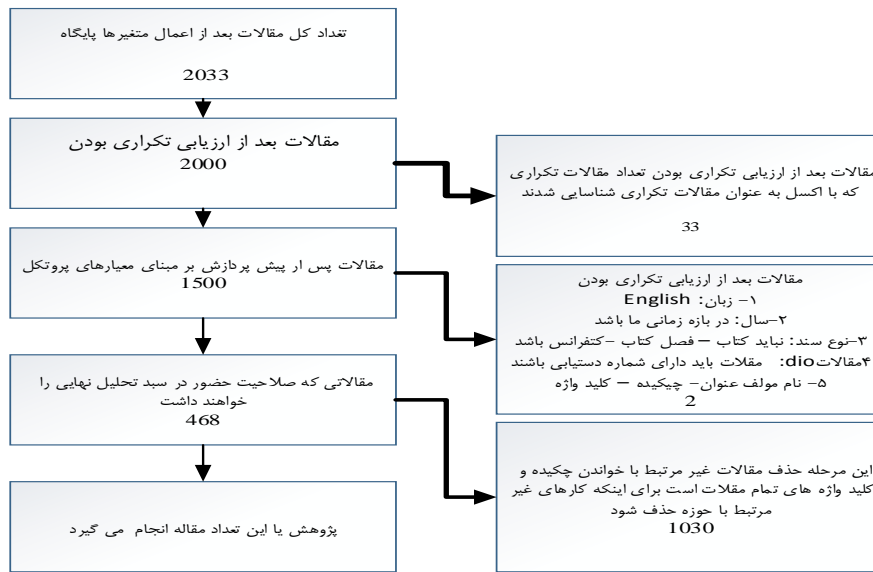 تغداد کل مقالات بعد از اعمال متغیرها پایگاه
2033
مقالات بعد از ارزیابی تکراری بودن
2000
مقالات بعد از ارزیابی تکراری بودن تعداد مقالات تکراری
که با اکسل به عنوان مقالات تکراری شناسایی شدند
33
مقالات پس ار پیش پردازش بر مبنای معیارهای پروتکل
1500
مقالات بعد از ارزیابی تکراری بودن
۱- زبان: English
۲-سال: در بازه زمانی ما باشد
۳-نوع سند: نباید کتاب – فصل کتاب -کتفرانس باشد
۴مقالاتdio: مقلات باید دارای شماره دستیابی باشند
۵- نام مولف عنوان- چیکیده – کلید واژه
2
مقالاتی که صلاحیت حضور در سبد تحلیل نهایی را
خواهند داشت
468
این مرحله حذف مقالات غیر مرتبط با خواندن چکیده و
کلید واژه های تمام مقلات است برای اینکه کارهای غیر
مرتبط با حوزه حذف شود
1030
پژوهش یا این تعداد مقاله انجام می گیرد